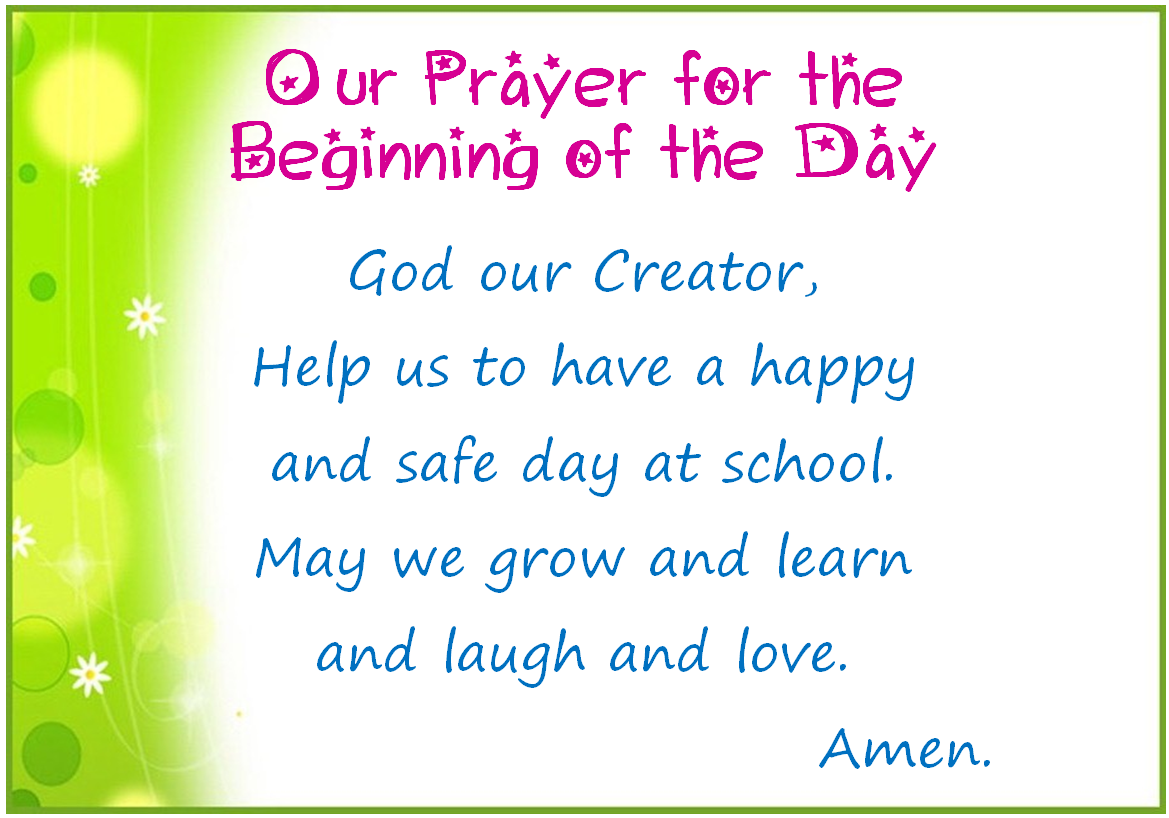 Our Prayer for the
Beginning of the Day
God our Creator,
Help us to have a happy
and safe day at school.
May we grow and learn
and laugh and love.
Amen.